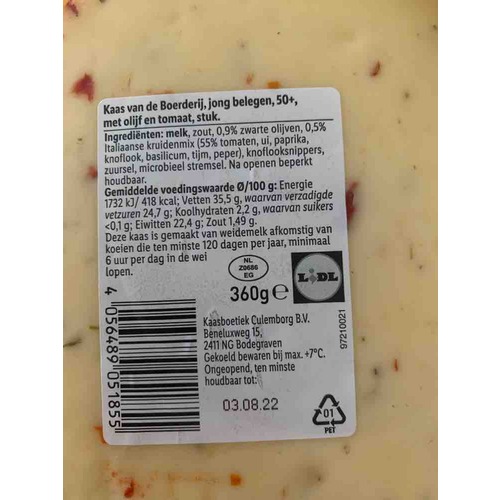 Kaas van de Boerderij, jong belegen, 50+,
met olijf en tomaat, stuk.
Ingrediënten: melk, zout, 0,9% zwarte olijven, 0,5%
Italiaanse kruidenmix (55% tomaten, ui, paprika,
knoflook, basilicum, tijm, peper), knoflooksnippers,
zuursel, microbieel stremsel. Na openen beperkt
houdbaar.
Gemiddelde voedingswaarde Ø/100 g: Energie
1732 kJ/ 418 kcal; Vetten 35,5 g, waarvan verzadigde
vetzuren 24,7 g; Koolhydraten 2,2 g, waarvan suikers
<0,1 g; Eiwitten 22,4 g; Zout 1,49 g.
Deze kaas is gemaakt van weidemelk afkomstig van
koeien die ten minste 120 dagen per jaar, minimaal
6 uur per dag in de wei
lopen.
NL
Z0686
EG
LIDL
360g e
Kaasboetiek Culemborg B.V.
Beneluxweg 15,
2411 NG Bodegraven
Gekoeld bewaren bij max. +7°C.
Ongeopend, ten minste
houdbaar tot:
03.08.22
4 056489 051855
97210021
01
PET